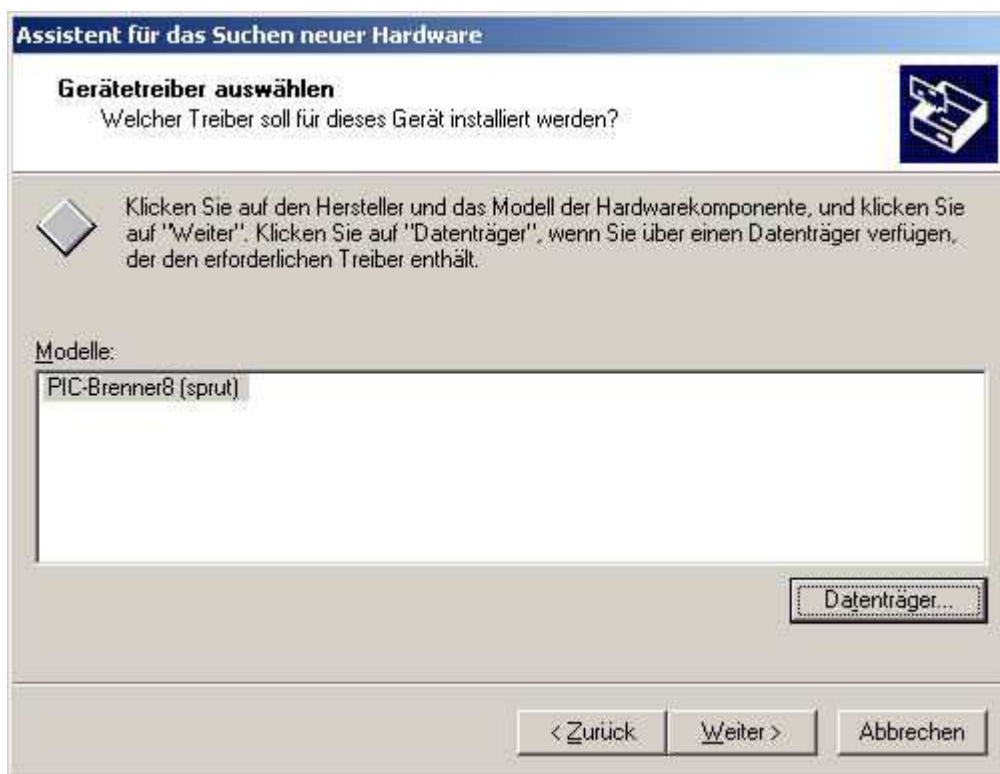 Assistent für das Suchen neuer Hardware
Gerätetreiber auswählen
Welcher Treiber soll für dieses Gerät installiert werden?
Klicken Sie auf den Hersteller und das Modell der Hardwarekomponente, und klicken Sie
auf "Weiter". Klicken Sie auf "Datenträger", wenn Sie über einen Datenträger verfügen,
der den erforderlichen Treiber enthält.
Modelle:
PIC-Brenner8 (sprut)
Datenträger...
< Zurück Weiter > Abbrechen